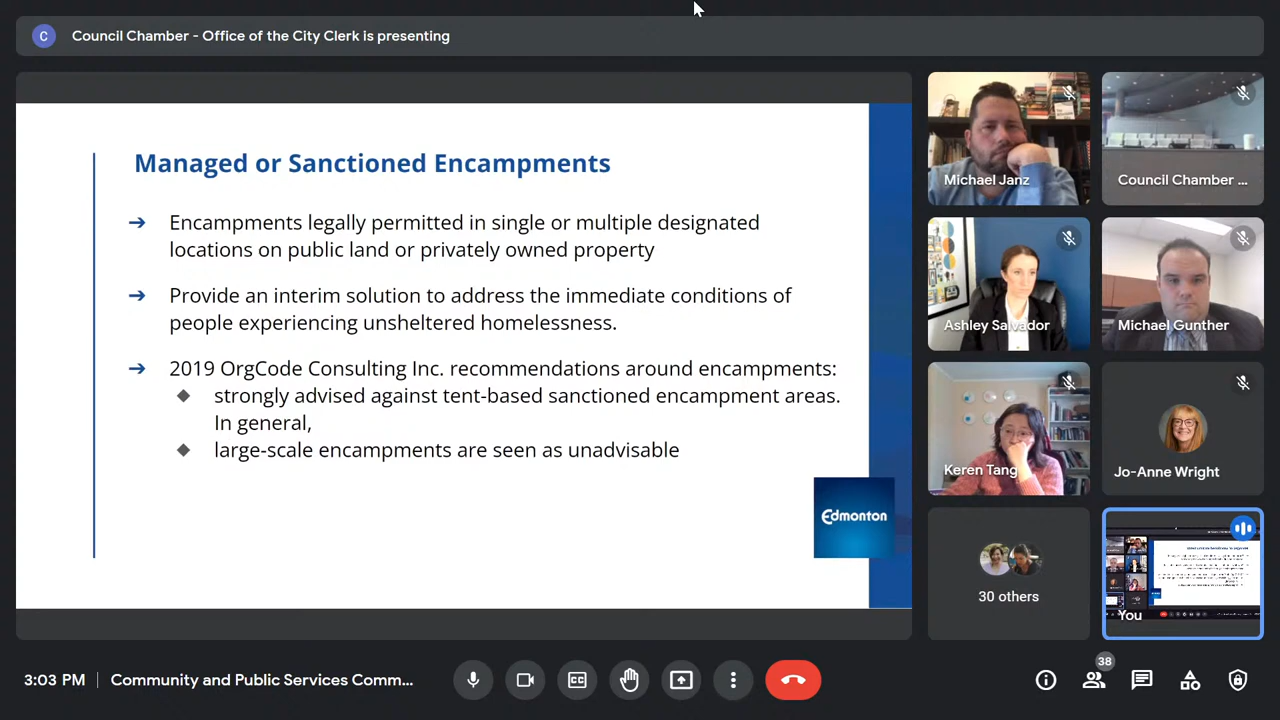 C
Council Chamber - Office of the City Clerk is presenting
Managed or Sanctioned Encampments
➔ Encampments legally permitted in single or multiple designated
locations on public land or privately owned property
➔ Provide an interim solution to address the immediate conditions of
people experiencing unsheltered homelessness.
➔ 2019 OrgCode Consulting Inc. recommendations around encampments:
◆ strongly advised against tent-based sanctioned encampment areas.
In general,
◆ large-scale encampments are seen as unadvisable
Edmonton
Michael Janz
Council Chamber ...
Ashley Salvador
Michael Gunther
Keren Tang
Jo-Anne Wright
30 others
You
3:03 PM
Community and Public Services Comm...
CC
38